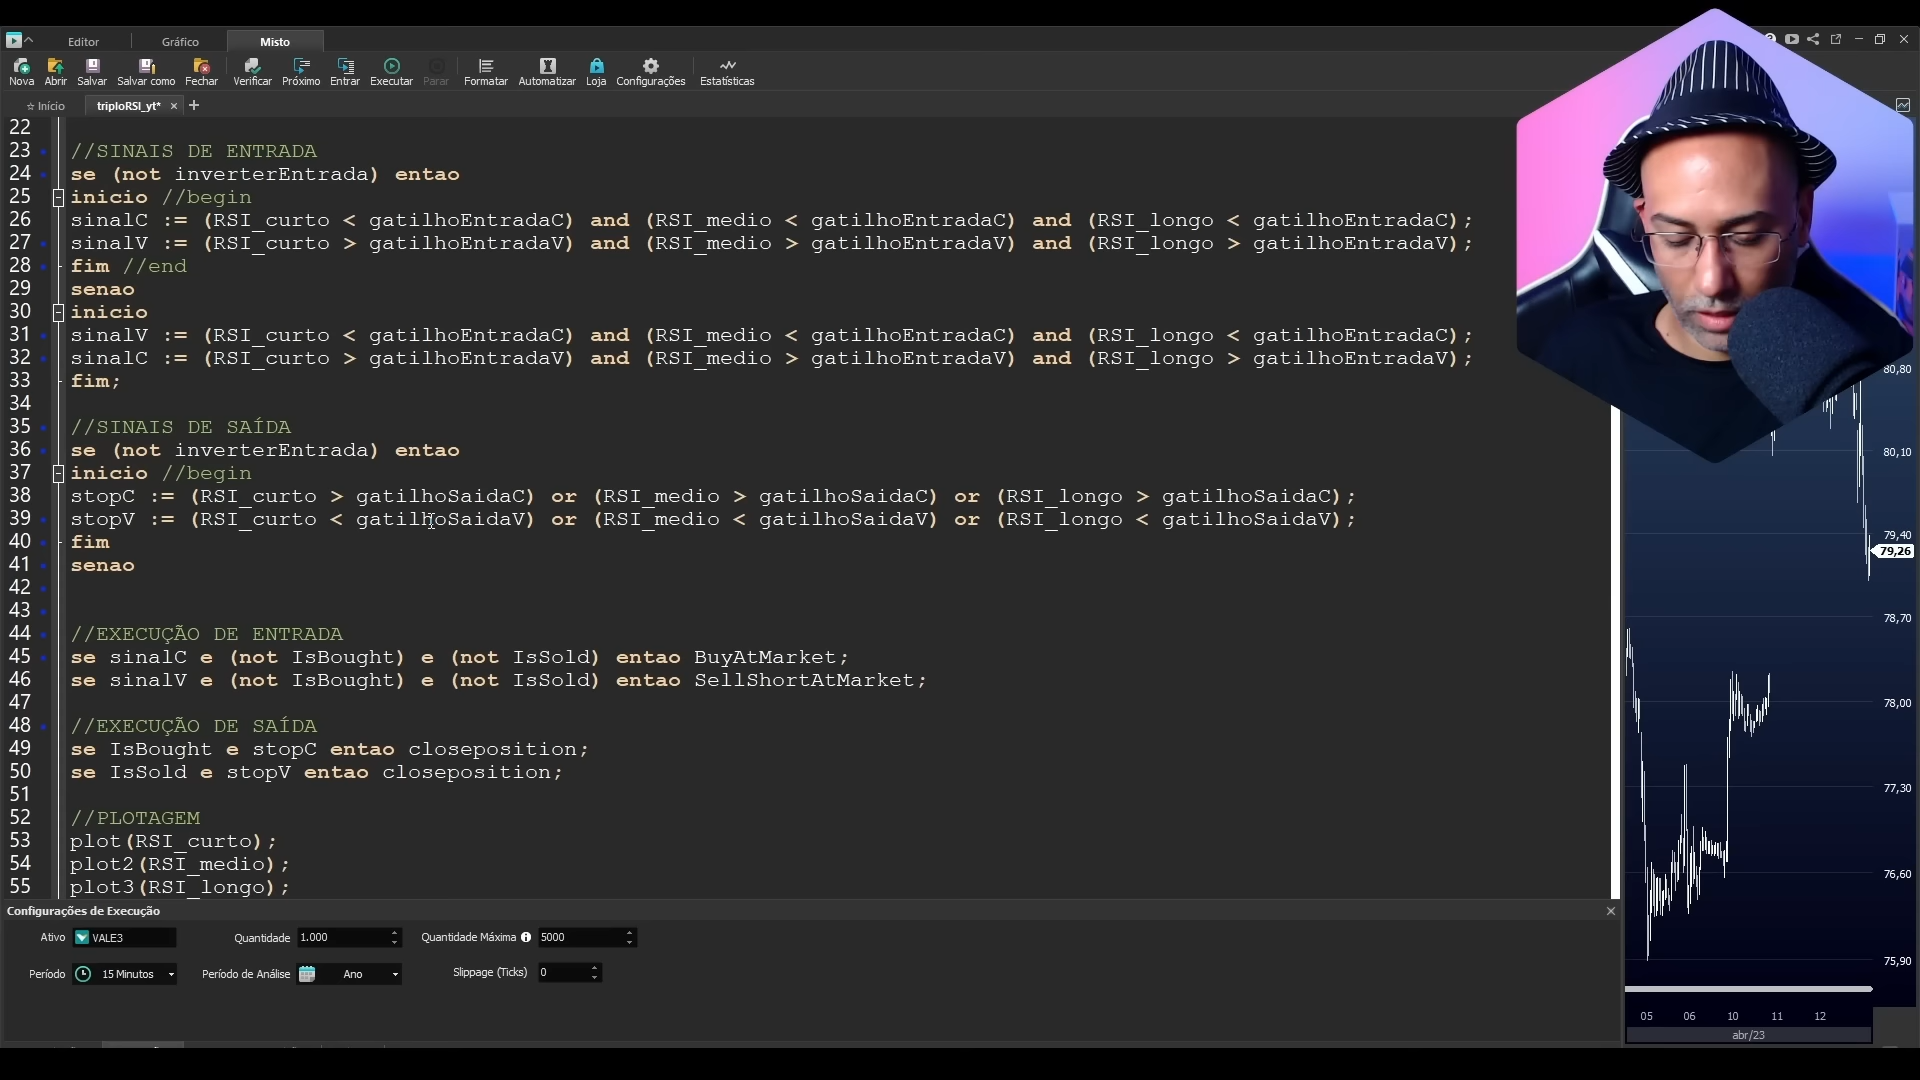 Editor Gráfico Misto
Nova Abrir Salvar Salvar como Fechar Verificar Próximo Entrar Executar Parar Formatar Automatizar Loja Configurações Estatísticas
☆ Início triploRSI_yt* × +
22
23 //SINAIS DE ENTRADA
24 se (not inverterEntrada) entao
25 inicio //begin
26 sinalC := (RSI_curto < gatilhoEntradaC) and (RSI_medio < gatilhoEntradaC) and (RSI_longo < gatilhoEntradaC);
27 sinalV := (RSI_curto > gatilhoEntradaV) and (RSI_medio > gatilhoEntradaV) and (RSI_longo > gatilhoEntradaV);
28 fim //end
29 senao
30 inicio
31 sinalV := (RSI_curto < gatilhoEntradaC) and (RSI_medio < gatilhoEntradaC) and (RSI_longo < gatilhoEntradaC);
32 sinalC := (RSI_curto > gatilhoEntradaV) and (RSI_medio > gatilhoEntradaV) and (RSI_longo > gatilhoEntradaV);
33 fim;
34
35 //SINAIS DE SAÍDA
36 se (not inverterEntrada) entao
37 inicio //begin
38 stopC := (RSI_curto > gatilhoSaidaC) or (RSI_medio > gatilhoSaidaC) or (RSI_longo > gatilhoSaidaC);
39 stopV := (RSI_curto < gatilhoSaidaV) or (RSI_medio < gatilhoSaidaV) or (RSI_longo < gatilhoSaidaV);
40 fim
41 senao
42
43
44 //EXECUÇÃO DE ENTRADA
45 se sinalC e (not IsBought) e (not IsSold) entao BuyAtMarket;
46 se sinalV e (not IsBought) e (not IsSold) entao SellShortAtMarket;
47
48 //EXECUÇÃO DE SAÍDA
49 se IsBought e stopC entao closeposition;
50 se IsSold e stopV entao closeposition;
51
52 //PLOTAGEM
53 plot(RSI_curto);
54 plot2(RSI_medio);
55 plot3(RSI_longo);
Configurações de Execução
Ativo VALE3 Quantidade 1.000 Quantidade Máxima 5000
Período 15 Minutos Período de Análise Ano Slippage (Ticks) 0
80,80
80,10
79,40
79,26
78,70
78,00
77,30
76,60
75,90
05 06 10 11 12
abr/23